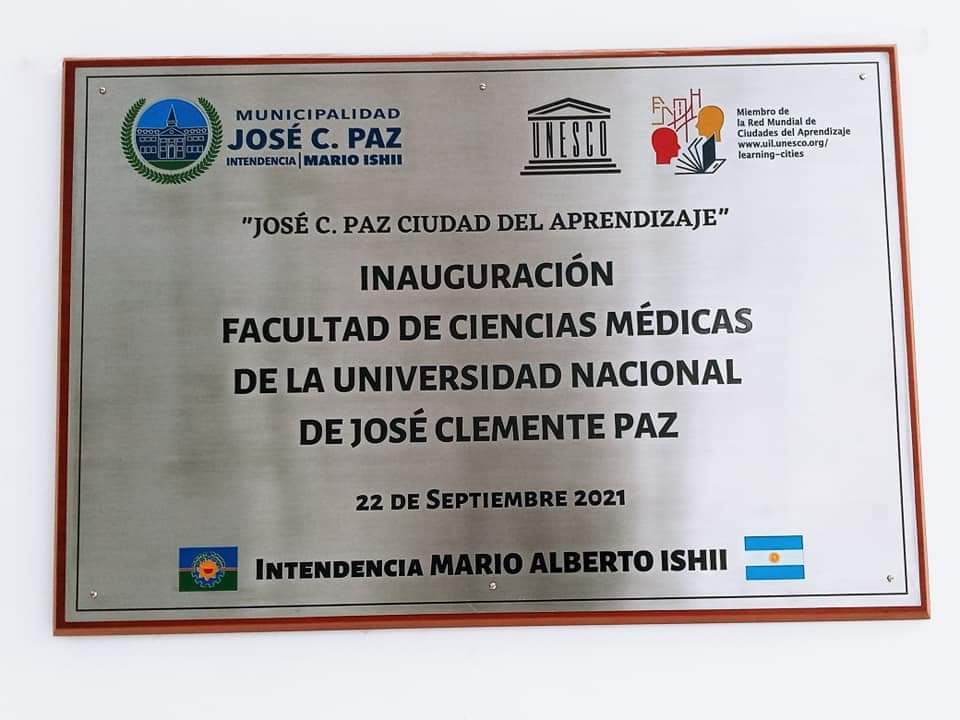 MUNICIPALIDAD
JOSÉ C. PAZ
INTENDENCIA | MARIO ISHII
UNESCO
Miembro de
la Red Mundial de
Ciudades del Aprendizaje
www.uil.unesco.org/
learning-cities
"JOSÉ C. PAZ CIUDAD DEL APRENDIZAJE"
INAUGURACIÓN
FACULTAD DE CIENCIAS MÉDICAS
DE LA UNIVERSIDAD NACIONAL
DE JOSÉ CLEMENTE PAZ
22 DE SEPTIEMBRE 2021
INTENDENCIA MARIO ALBERTO ISHII